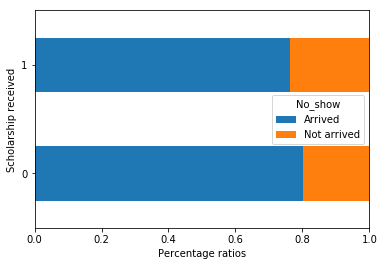 Scholarship received
1
0
No_show
Arrived
Not arrived
0.0 0.2 0.4 0.6 0.8 1.0
Percentage ratios